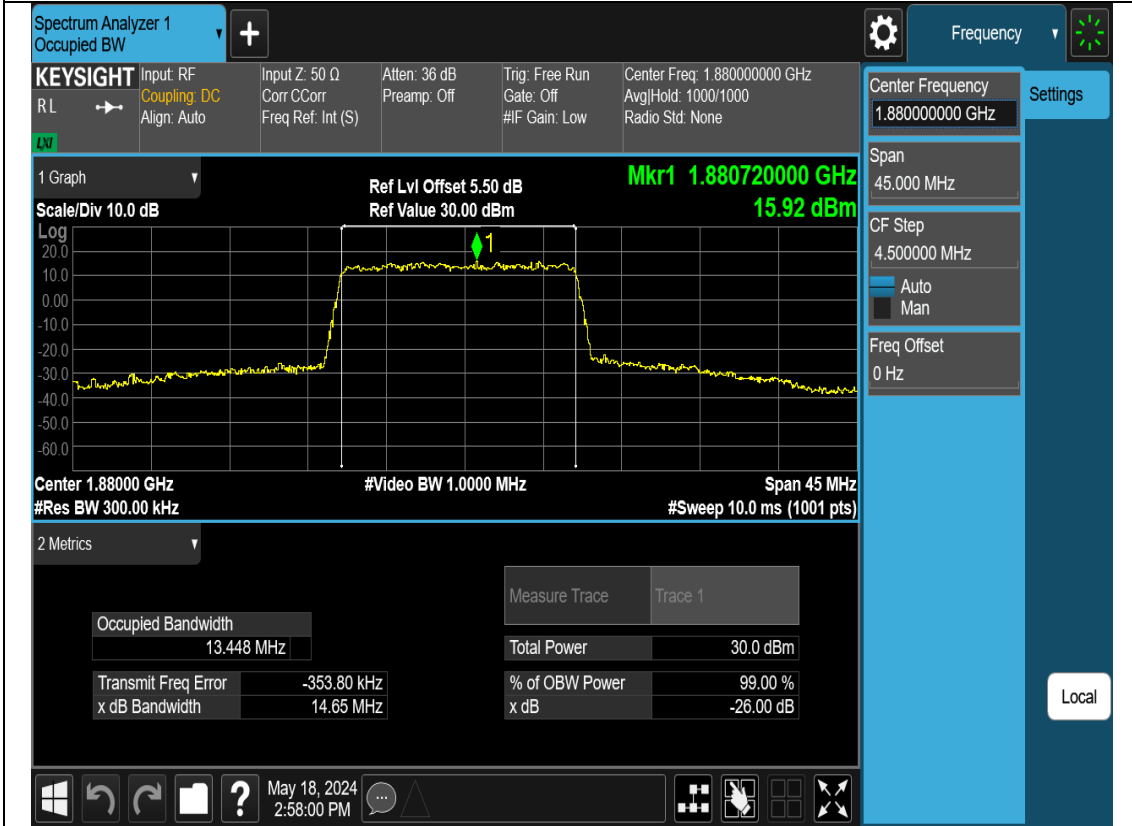 Spectrum Analyzer 1
Occupied BW
+
Frequency
KEYSIGHT
R L
LXI
Input: RF
Coupling: DC
Align: Auto
Input Z: 50 Ω
Corr CCorr
Freq Ref: Int (S)
Atten: 36 dB
Preamp: Off
Trig: Free Run
Gate: Off
#IF Gain: Low
Center Freq: 1.880000000 GHz
Avg|Hold: 1000/1000
Radio Std: None
Center Frequency
1.880000000 GHz
Settings
Span
45.000 MHz
CF Step
4.500000 MHz
Auto
Man
Freq Offset
0 Hz
Local
1 Graph
Scale/Div 10.0 dB
Ref Lvl Offset 5.50 dB
Ref Value 30.00 dBm
Mkr1 1.880720000 GHz
15.92 dBm
Log
1
20.0
10.0
0.00
-10.0
-20.0
-30.0
-40.0
-50.0
-60.0
Center 1.88000 GHz
#Video BW 1.0000 MHz
Span 45 MHz
#Res BW 300.00 kHz
#Sweep 10.0 ms (1001 pts)
2 Metrics
Measure Trace Trace 1
Occupied Bandwidth
13.448 MHz
Total Power 30.0 dBm
Transmit Freq Error -353.80 kHz
% of OBW Power 99.00 %
x dB Bandwidth 14.65 MHz
x dB -26.00 dB
?
May 18, 2024
2:58:00 PM